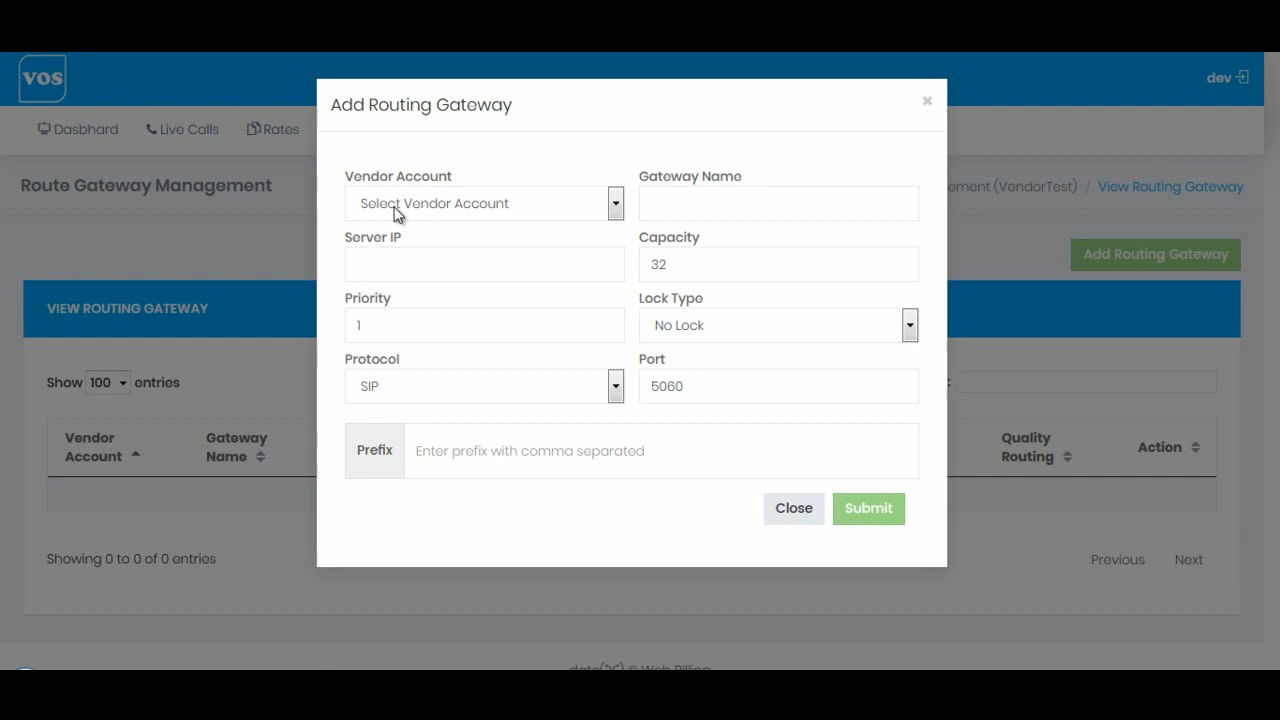 vos
dev
Dasbhard
Live Calls
Rates
Route Gateway Management
(VendorTest) / View Routing Gateway
Add Routing Gateway
VIEW ROUTING GATEWAY
Show 100 entries
Vendor Account
Gateway Name
Quality Routing
Action
Showing 0 to 0 of 0 entries
Previous
Next
Add Routing Gateway
×
Vendor Account
Select Vendor Account
Gateway Name
Server IP
Capacity
32
Priority
1
Lock Type
No Lock
Protocol
SIP
Port
5060
Prefix
Enter prefix with comma separated
Close
Submit
© Web Billing